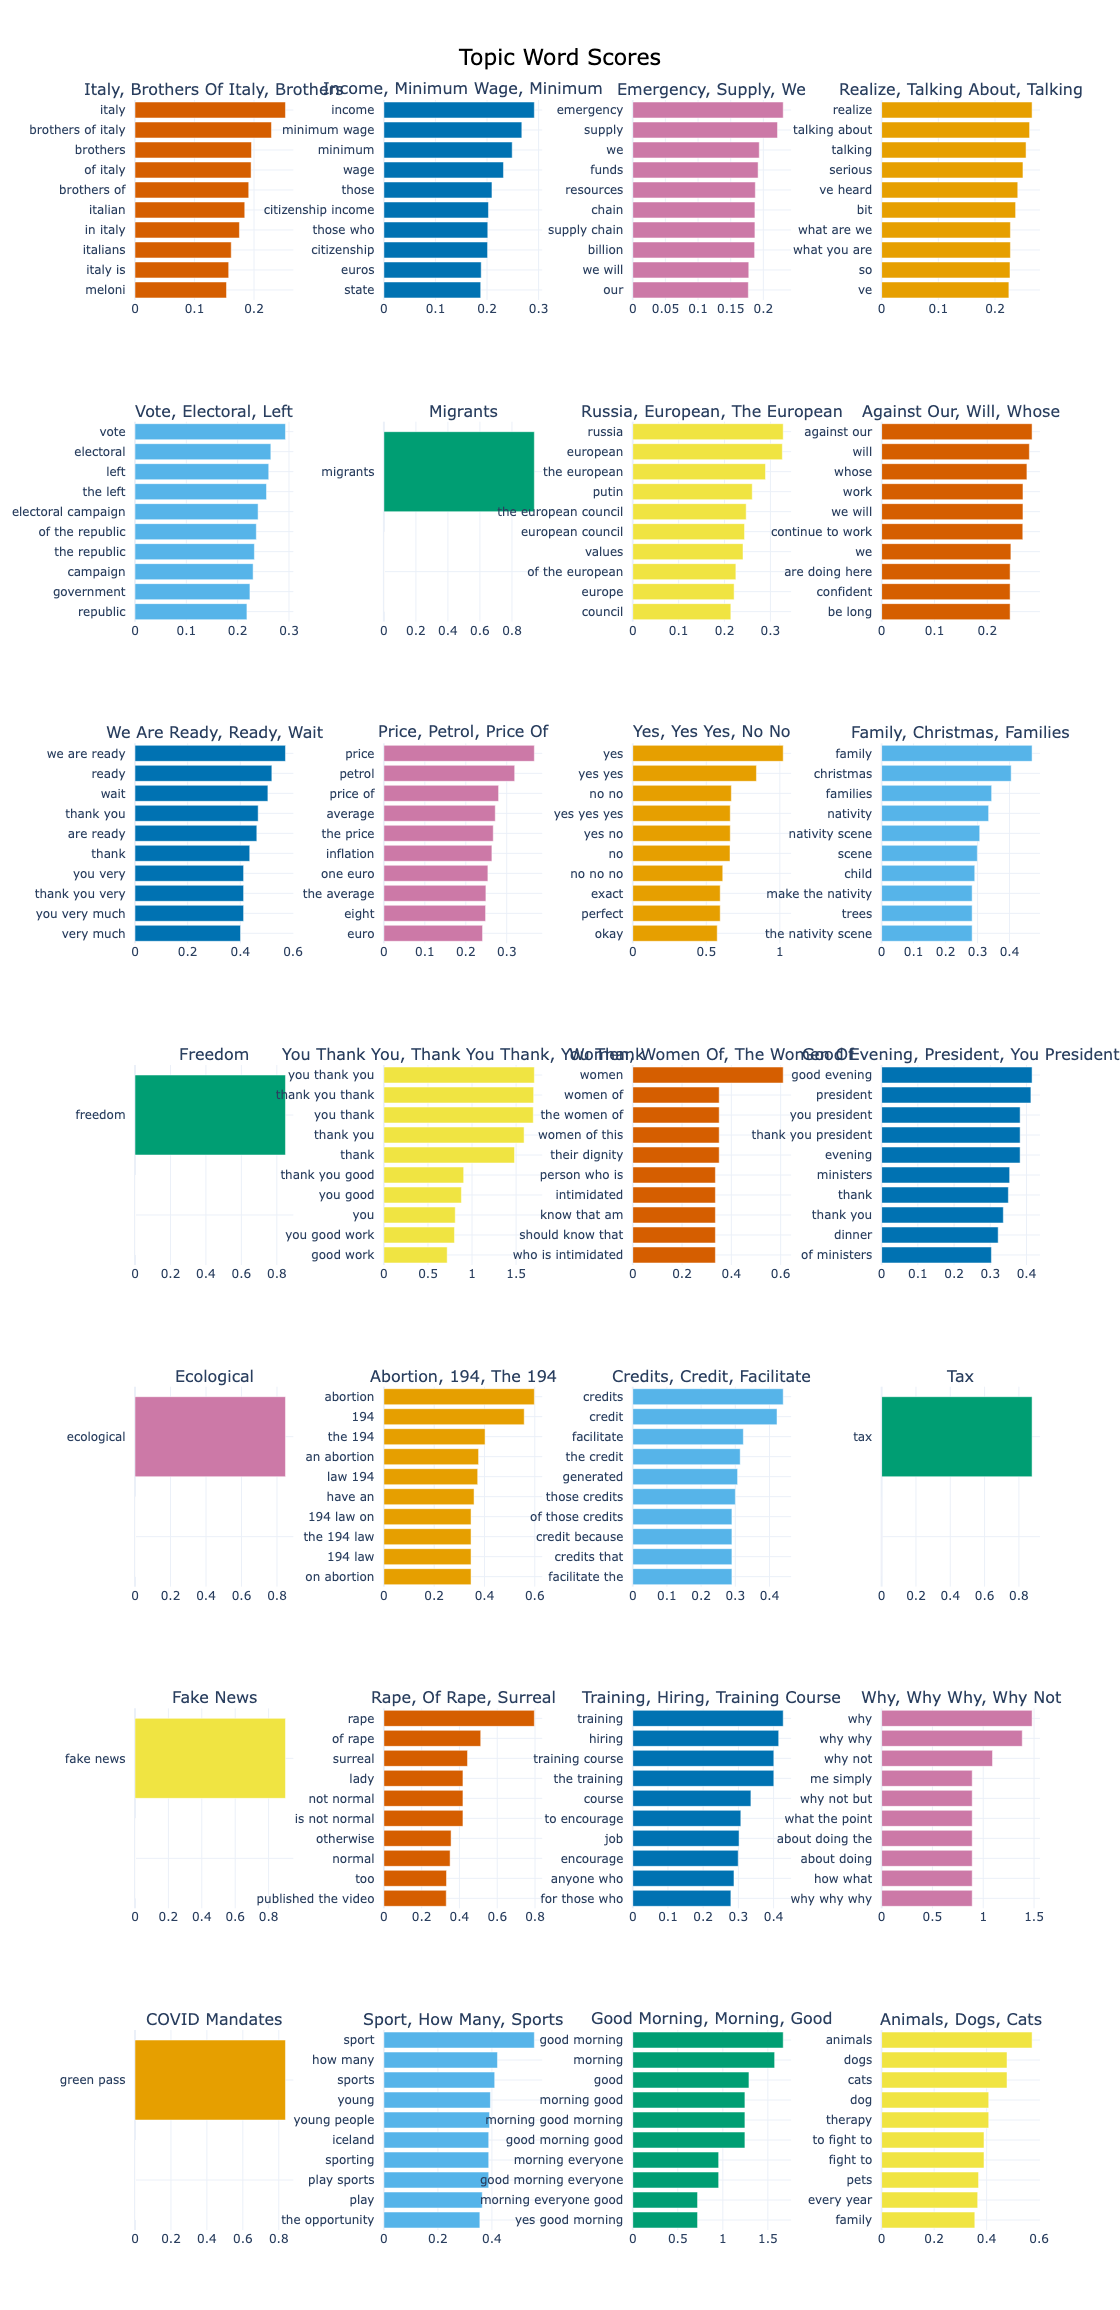 Topic Word Scores
Italy, Brothers Of Italy, Brothers
italy
brothers of italy
brothers
of italy
brothers of
italian
in italy
italians
italy is
meloni
0 0.1 0.2
Income, Minimum Wage, Minimum
income
minimum wage
minimum
wage
those
citizenship income
those who
citizenship
euros
state
0 0.1 0.2 0.3
Emergency, Supply, We
emergency
supply
we
funds
resources
chain
supply chain
billion
we will
our
0 0.05 0.1 0.15 0.2
Realize, Talking About, Talking
realize
talking about
talking
serious
ve heard
bit
what are we
what you are
so
ve
0 0.1 0.2
Vote, Electoral, Left
vote
electoral
left
the left
electoral campaign
of the republic
the republic
campaign
government
republic
0 0.1 0.2 0.3
Migrants
migrants
0 0.2 0.4 0.6 0.8
Russia, European, The European
russia
european
the european
putin
the european council
european council
values
of the european
europe
council
0 0.1 0.2 0.3
Against Our, Will, Whose
against our
will
whose
work
we will
continue to work
we
are doing here
confident
be long
0 0.1 0.2
We Are Ready, Ready, Wait
we are ready
ready
wait
thank you
are ready
thank
you very
thank you very
you very much
very much
0 0.2 0.4 0.6
Price, Petrol, Price Of
price
petrol
price of
average
the price
inflation
one euro
the average
eight
euro
0 0.1 0.2 0.3
Yes, Yes Yes, No No
yes
yes yes
no no
yes yes yes
yes no
no
no no no
exact
perfect
okay
0 0.5 1
Family, Christmas, Families
family
christmas
families
nativity
nativity scene
scene
child
make the nativity
trees
the nativity scene
0 0.1 0.2 0.3 0.4
Freedom
freedom
0 0.2 0.4 0.6 0.8
You Thank You, Thank You Thank, You Thank
you thank you
thank you thank
you thank
thank you
thank
thank you good
you good
you
you good work
good work
0 0.5 1 1.5
Women, Women Of, The Women Of
women
women of
the women of
women of this
their dignity
person who is
intimidated
know that am
should know that
who is intimidated
0 0.2 0.4 0.6
Good Evening, President, You President
good evening
president
you president
thank you president
evening
ministers
thank
thank you
dinner
of ministers
0 0.1 0.2 0.3 0.4
Ecological
ecological
0 0.2 0.4 0.6 0.8
Abortion, 194, The 194
abortion
194
the 194
an abortion
law 194
have an
194 law on
the 194 law
194 law
on abortion
0 0.2 0.4 0.6
Credits, Credit, Facilitate
credits
credit
facilitate
the credit
generated
those credits
of those credits
credit because
credits that
facilitate the
0 0.1 0.2 0.3 0.4
Tax
tax
0 0.2 0.4 0.6 0.8
Fake News
fake news
0 0.2 0.4 0.6 0.8
Rape, Of Rape, Surreal
rape
of rape
surreal
lady
not normal
is not normal
otherwise
normal
too
published the video
0 0.2 0.4 0.6 0.8
Training, Hiring, Training Course
training
hiring
training course
the training
course
to encourage
job
encourage
anyone who
for those who
0 0.1 0.2 0.3 0.4
Why, Why Why, Why Not
why
why why
why not
me simply
why not but
what the point
about doing the
about doing
how what
why why why
0 0.5 1 1.5
COVID Mandates
green pass
0 0.2 0.4 0.6 0.8
Sport, How Many, Sports
sport
how many
sports
young
young people
iceland
sporting
play sports
play
the opportunity
0 0.2 0.4
Good Morning, Morning, Good
good morning
morning
good
morning good
morning good morning
good morning good
morning everyone
good morning everyone
morning everyone good
yes good morning
0 0.5 1 1.5
Animals, Dogs, Cats
animals
dogs
cats
dog
therapy
to fight to
fight to
pets
every year
family
0 0.2 0.4 0.6